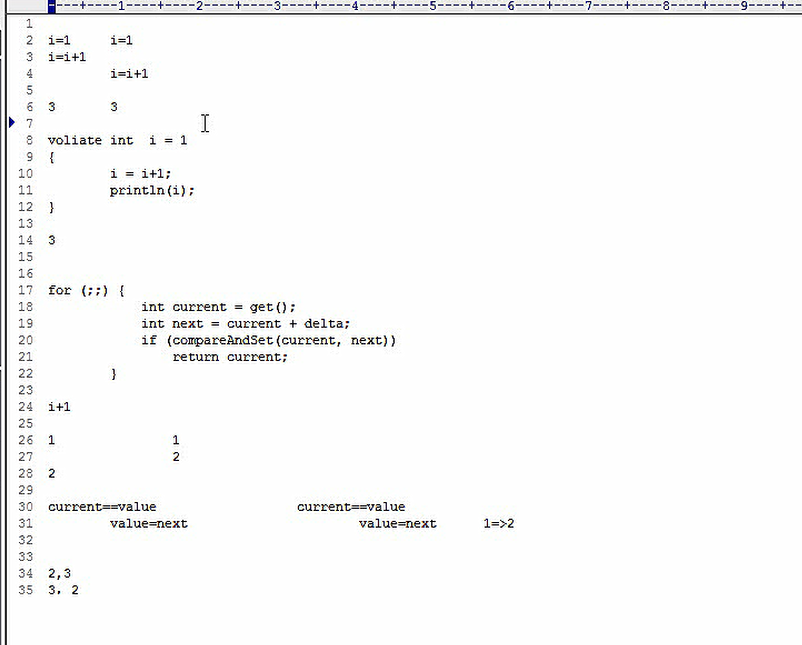 ----+----1----+----2----+----3----+----4----+----5----+----6----+----7----+----8----+----9----+--
1
2 i=1 i=1
3 i=i+1
4 i=i+1
5
6 3 3
7
8 voliate int i = 1
9 {
10 i = i+1;
11 println(i);
12 }
13
14 3
15
16
17 for (;;) {
18 int current = get();
19 int next = current + delta;
20 if (compareAndSet(current, next))
21 return current;
22 }
23
24 i+1
25
26 1 1
27 2
28 2
29
30 current==value current==value
31 value=next value=next 1=>2
32
33
34 2,3
35 3. 2